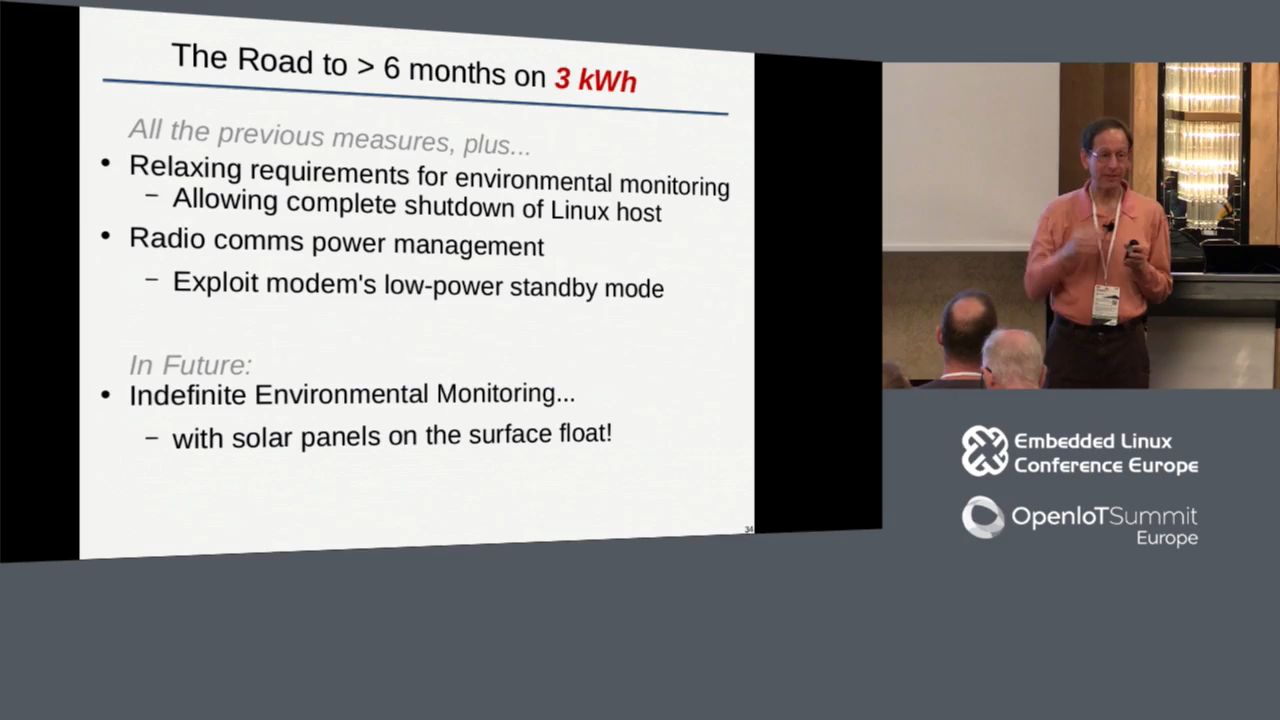 The Road to > 6 months on 3 kWh
All the previous measures, plus...
• Relaxing requirements for environmental monitoring
– Allowing complete shutdown of Linux host
• Radio comms power management
– Exploit modem's low-power standby mode
In Future:
• Indefinite Environmental Monitoring...
– with solar panels on the surface float!
34
Embedded Linux
Conference Europe
OpenIoTSummit
Europe